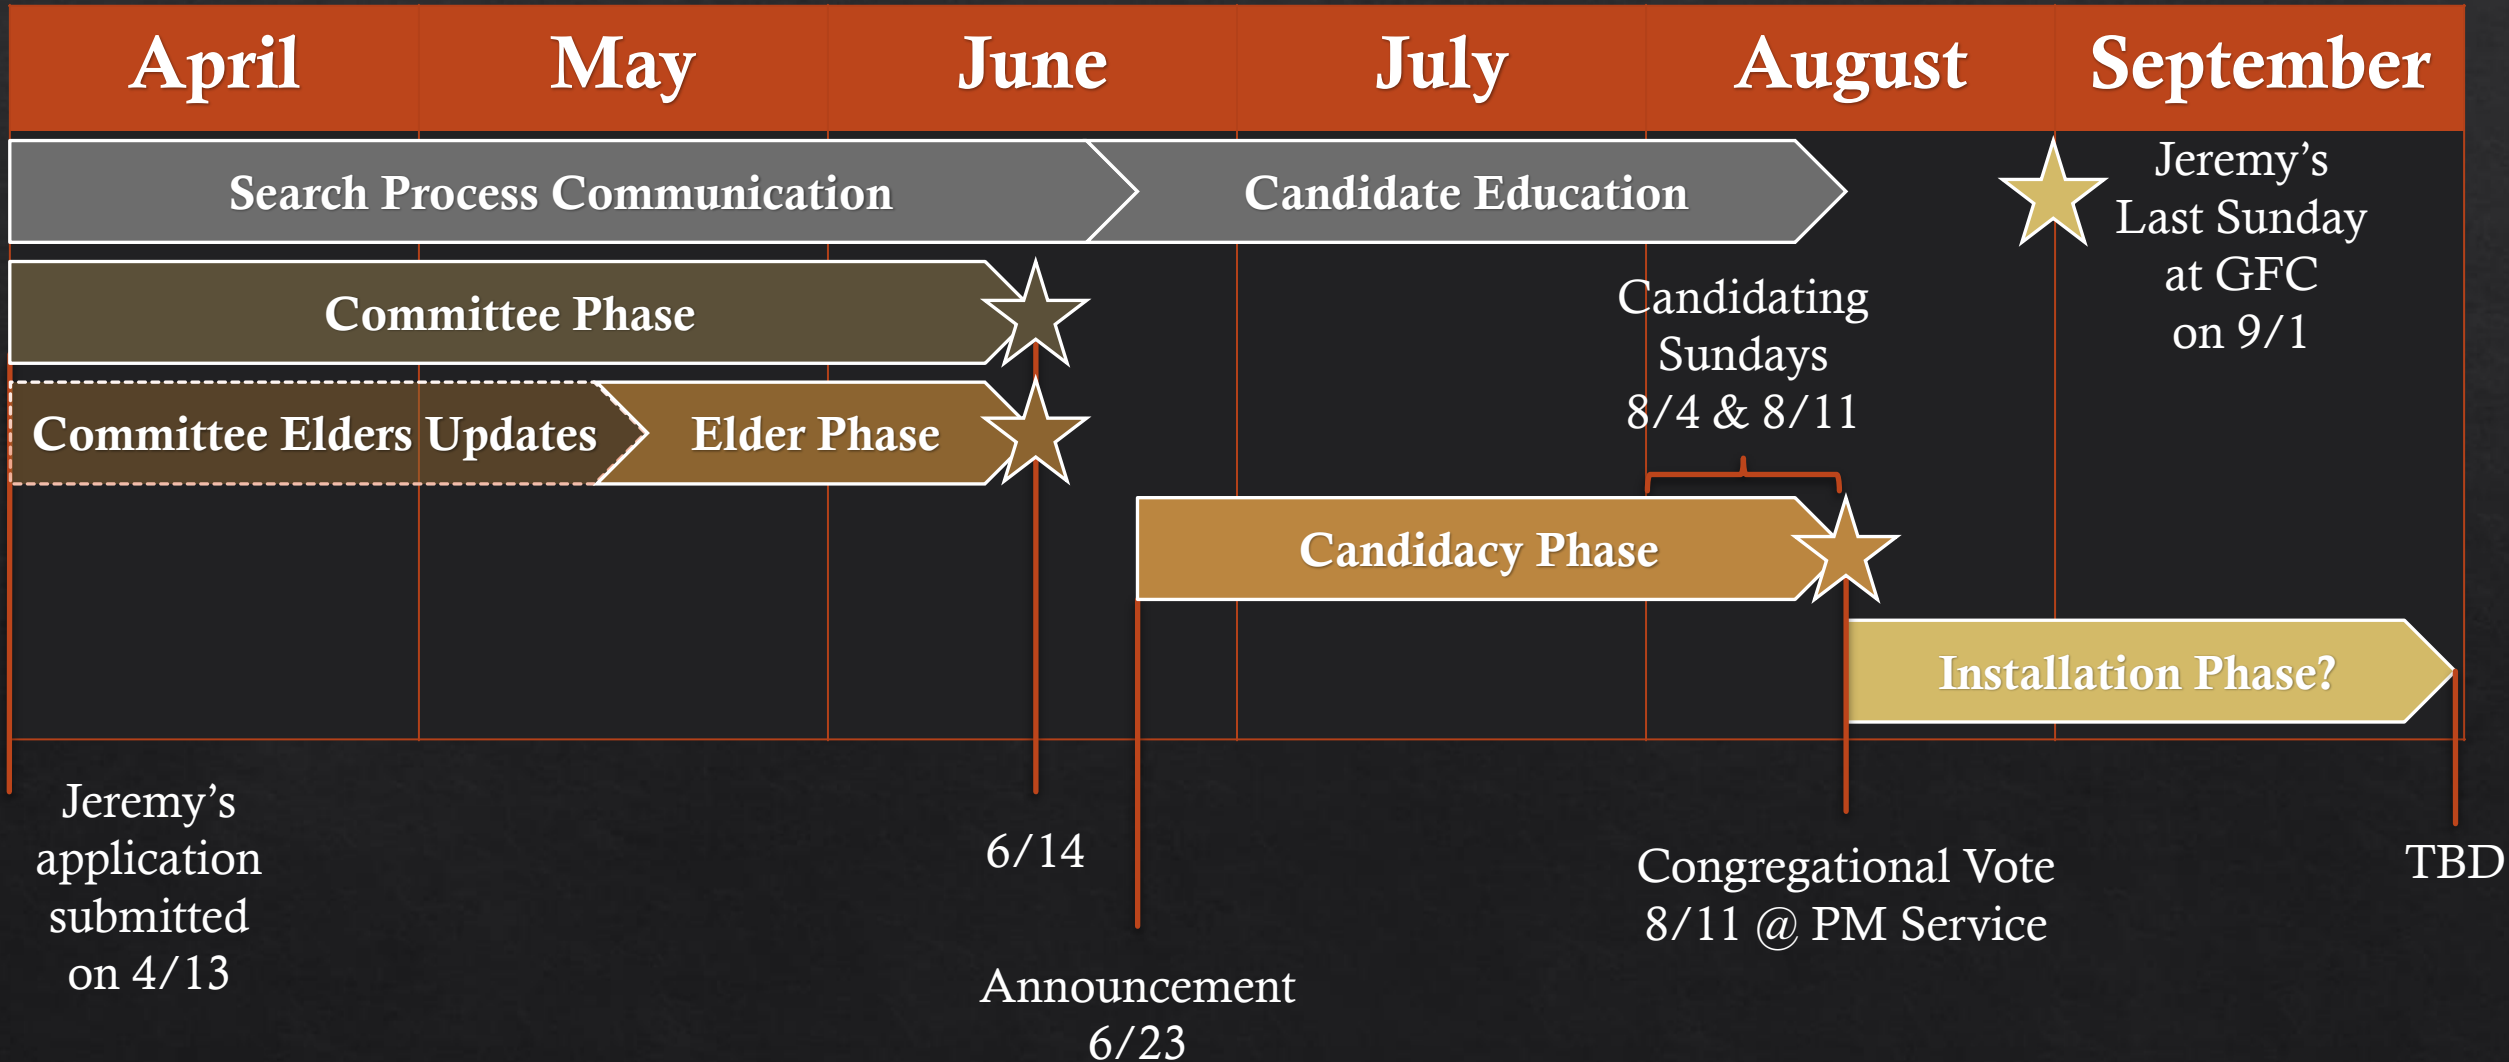 April May June July August September
Search Process Communication
Candidate Education
Jeremy’s
Last Sunday
at GFC
on 9/1
Committee Phase
Candidating
Sundays
8/4 & 8/11
Committee Elders Updates
Elder Phase
Candidacy Phase
Installation Phase?
Jeremy’s
application
submitted
on 4/13
6/14
Announcement
6/23
Congregational Vote
8/11 @ PM Service
TBD